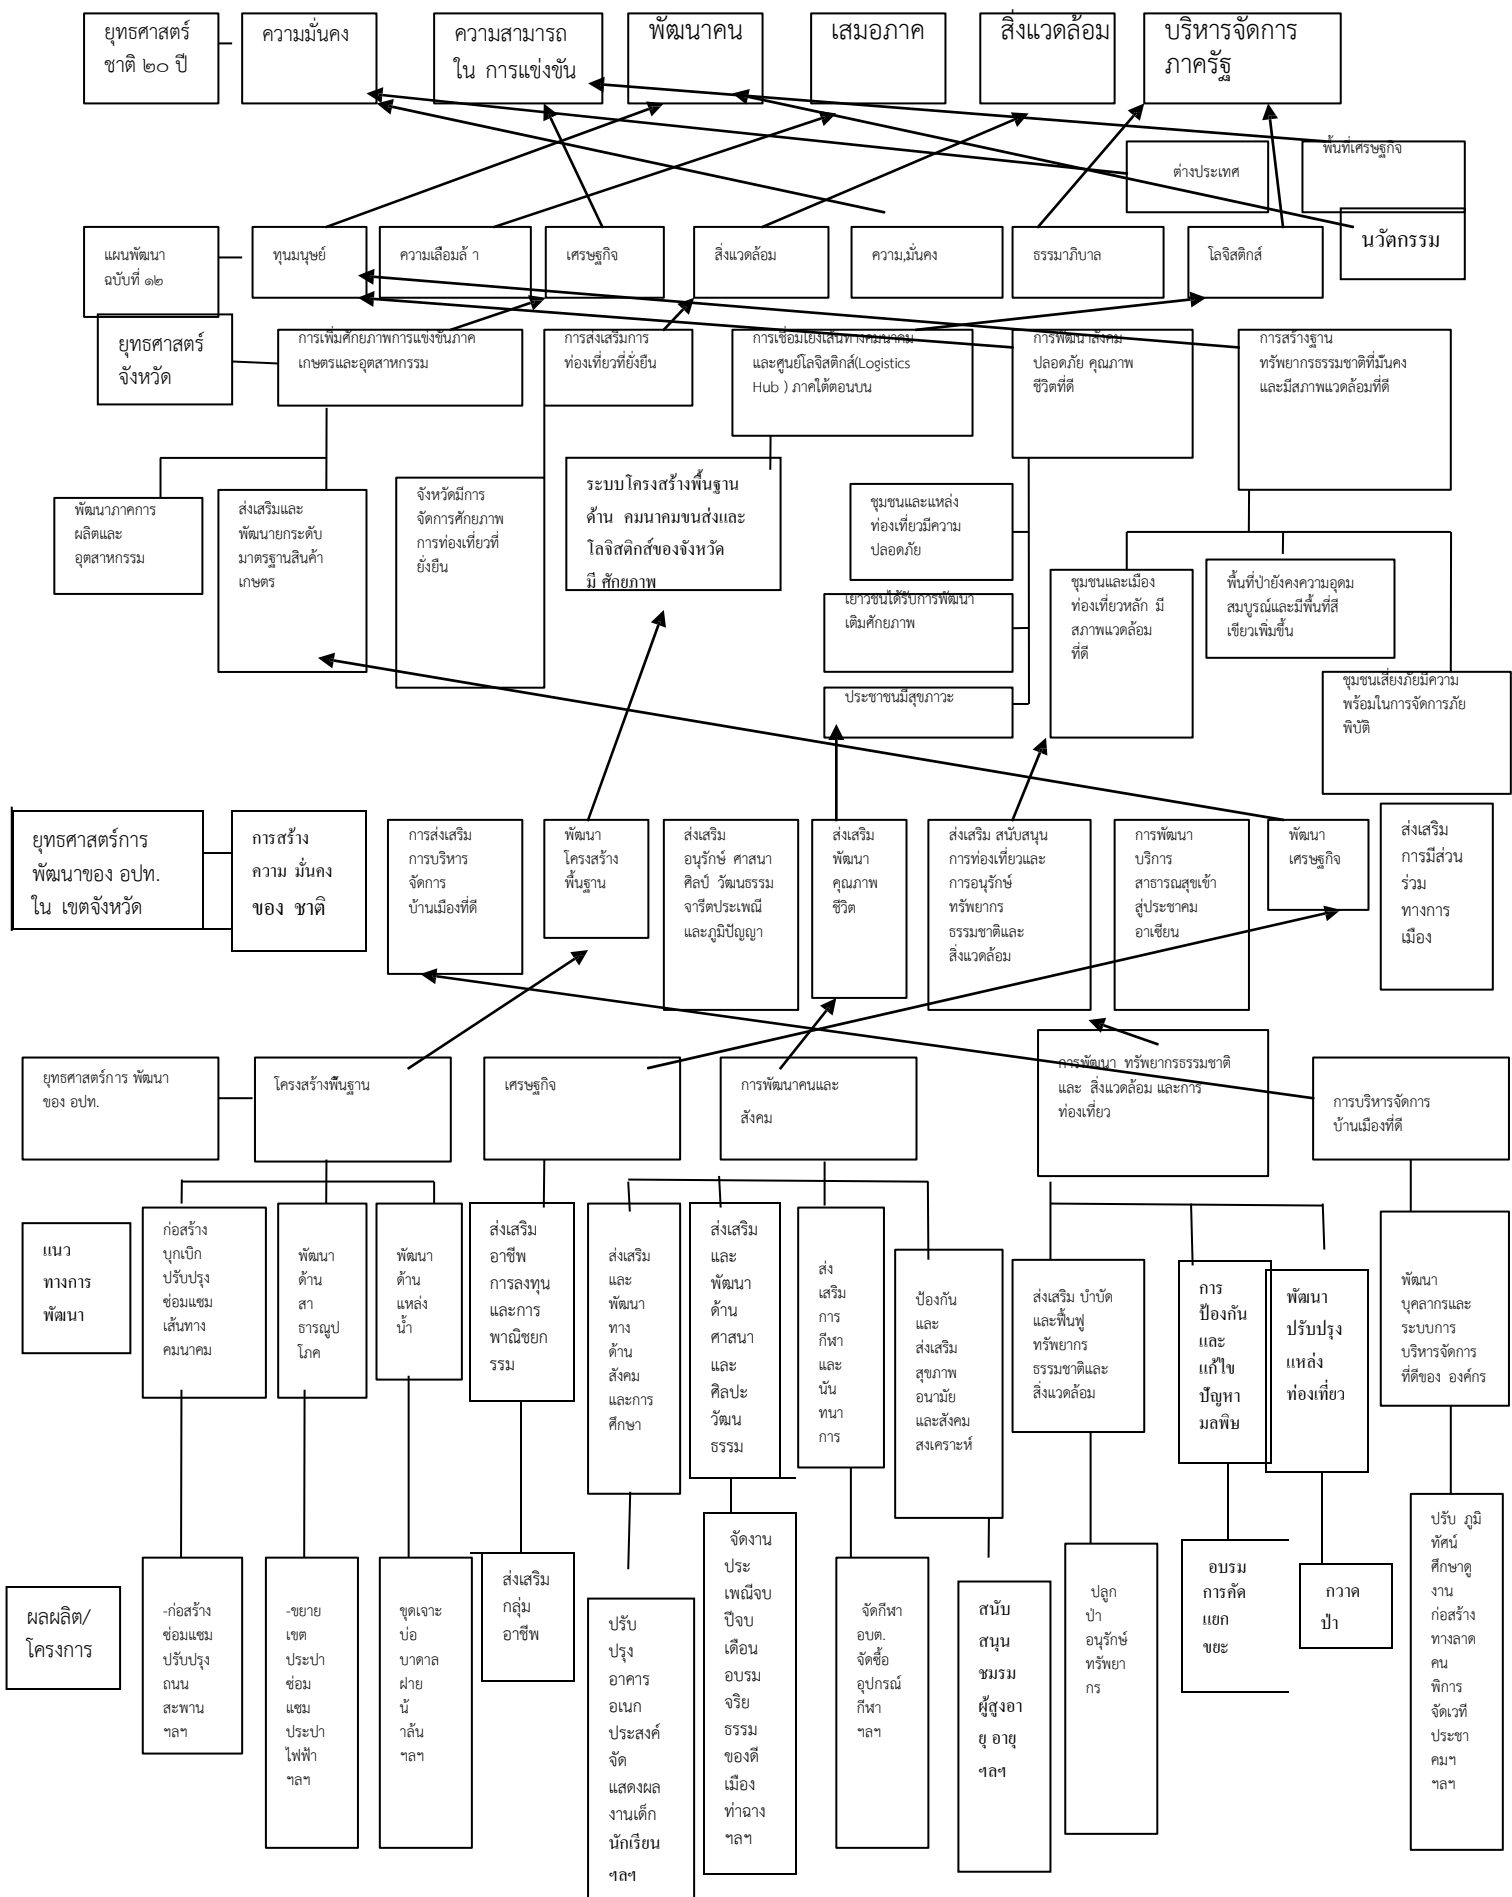 ยุทธศาสตร์
ชาติ ๒๐ ปี
ความมั่นคง
ความสามารถ
ใน การแข่งขัน
พัฒนาคน
เสมอภาค
สิ่งแวดล้อม
บริหารจัดการ
ภาครัฐ
ต่างประเทศ
พื้นที่เศรษฐกิจ
นวัตกรรม
แผนพัฒนา
ฉบับที่ ๑๒
ทุนมนุษย์
ความเลือมล้ า
เศรษฐกิจ
สิ่งแวดล้อม
ความ,มั่นคง
ธรรมาภิบาล
โลจิสติกส์
ยุทธศาสตร์
จังหวัด
การเพิ่มศักยภาพการแข่งขันภาค
เกษตรและอุตสาหกรรม
การส่งเสริมการ
ท่องเที่ยวที่ยั่งยืน
การเชื่อมโยงเส้นทางคมนาคม
และศูนย์โลจิสติกส์(Logistics
Hub ) ภาคใต้ตอนบน
การพัฒนาสังคม
ปลอดภัย คุณภาพ
ชีวิตที่ดี
การสร้างฐาน
ทรัพยากรธรรมชาติที่มั่นคง
และมีสภาพแวดล้อมที่ดี
พัฒนาภาคการ
ผลิตและ
อุตสาหกรรม
ส่งเสริมและ
พัฒนายกระดับ
มาตรฐานสินค้า
เกษตร
จังหวัดมีการ
จัดการศักยภาพ
การท่องเที่ยวที่
ยั่งยืน
ระบบโครงสร้างพื้นฐาน
ด้าน คมนาคมขนส่งและ
โลจิสติกส์ของจังหวัด
มี ศักยภาพ
ชุมชนและแหล่ง
ท่องเที่ยวมีความ
ปลอดภัย
เยาวชนได้รับการพัฒนา
เติมศักยภาพ
ประชาชนมีสุขภาวะ
ชุมชนและเมือง
ท่องเที่ยวหลัก มี
สภาพแวดล้อม
ที่ดี
พื้นที่ป่ายังคงความอุดม
สมบูรณ์และมีพื้นที่สี
เขียวเพิ่มขึ้น
ชุมชนเสี่ยงภัยมีความ
พร้อมในการจัดการภัย
พิบัติ
ยุทธศาสตร์การ
พัฒนาของ อปท.
ใน เขตจังหวัด
การสร้าง
ความ มั่นคง
ของ ชาติ
การส่งเสริม
การบริหาร
จัดการ
บ้านเมืองที่ดี
พัฒนา
โครงสร้าง
พื้นฐาน
ส่งเสริม
อนุรักษ์ ศาสนา
ศิลป์ วัฒนธรรม
จารีตประเพณี
และภูมิปัญญา
ส่งเสริม
พัฒนา
คุณภาพ
ชีวิต
ส่งเสริม สนับสนุน
การท่องเที่ยวและ
การอนุรักษ์
ทรัพยากร
ธรรมชาติและ
สิ่งแวดล้อม
การพัฒนา
บริการ
สาธารณสุขเข้า
สู่ประชาคม
อาเซียน
พัฒนา
เศรษฐกิจ
ส่งเสริม
การมีส่วน
ร่วม
ทางการ
เมือง
ยุทธศาสตร์การ พัฒนา
ของ อปท.
โครงสร้างพื้นฐาน
เศรษฐกิจ
การพัฒนาคนและ
สังคม
การพัฒนา ทรัพยากรธรรมชาติ
และ สิ่งแวดล้อม และการ
ท่องเที่ยว
การบริหารจัดการ
บ้านเมืองที่ดี
แนว
ทางการ
พัฒนา
ก่อสร้าง
บุกเบิก
ปรับปรุง
ซ่อมแซม
เส้นทาง
คมนาคม
พัฒนา
ด้าน
สา
ธารณูป
โภค
พัฒนา
ด้าน
แหล่ง
น้ำ
ส่งเสริม
อาชีพ
การลงทุน
และการ
พาณิชยก
รรม
ส่งเสริม
และ
พัฒนา
ทาง
ด้าน
สังคม
และการ
ศึกษา
ส่งเสริม
และ
พัฒนา
ด้าน
ศาสนา
และ
ศิลปะ
วัฒน
ธรรม
ส่ง
เสริม
การ
กีฬา
และ
นัน
ทนา
การ
ป้องกัน
และ
ส่งเสริม
สุขภาพ
อนามัย
และสังคม
สงเคราะห์
ส่งเสริม บำบัด
และฟื้นฟู
ทรัพยากร
ธรรมชาติและ
สิ่งแวดล้อม
การ
ป้องกัน
และ
แก้ไข
ปัญหา
มลพิษ
พัฒนา
ปรับปรุง
แหล่ง
ท่องเที่ยว
พัฒนา
บุคลากรและ
ระบบการ
บริหารจัดการ
ที่ดีของ องค์กร
ผลผลิต/
โครงการ
-ก่อสร้าง
ซ่อมแซม
ปรับปรุง
ถนน
สะพาน
ฯลฯ
-ขยาย
เขต
ประปา
ซ่อม
แซม
ประปา
ไฟฟ้า
ฯลฯ
ขุดเจาะ
บ่อ
บาดาล
ฝาย
น้
าล้น
ฯลฯ
ส่งเสริม
กลุ่ม
อาชีพ
ปรับ
ปรุง
อาคาร
อเนก
ประสงค์
จัด
แสดงผล
งานเด็ก
นักเรียน
ฯลฯ
จัดงาน
ประ
เพณีจบ
ปีจบ
เดือน
อบรม
จริย
ธรรม
ของดี
เมือง
ท่าฉาง
ฯลฯ
จัดกีฬา
อบต.
จัดซื้อ
อุปกรณ์
กีฬา
ฯลฯ
สนับ
สนุน
ชมรม
ผู้สูงอา
ยุ อายุ
ฯลฯ
ปลูก
ป่า
อนุรักษ์
ทรัพยา
กร
อบรม
การคัด
แยก
ขยะ
กวาด
ป่า
ปรับ ภูมิ
ทัศน์
ศึกษาดู
งาน
ก่อสร้าง
ทางลาด
คน
พิการ
จัดเวที
ประชา
คมฯ
ฯลฯ